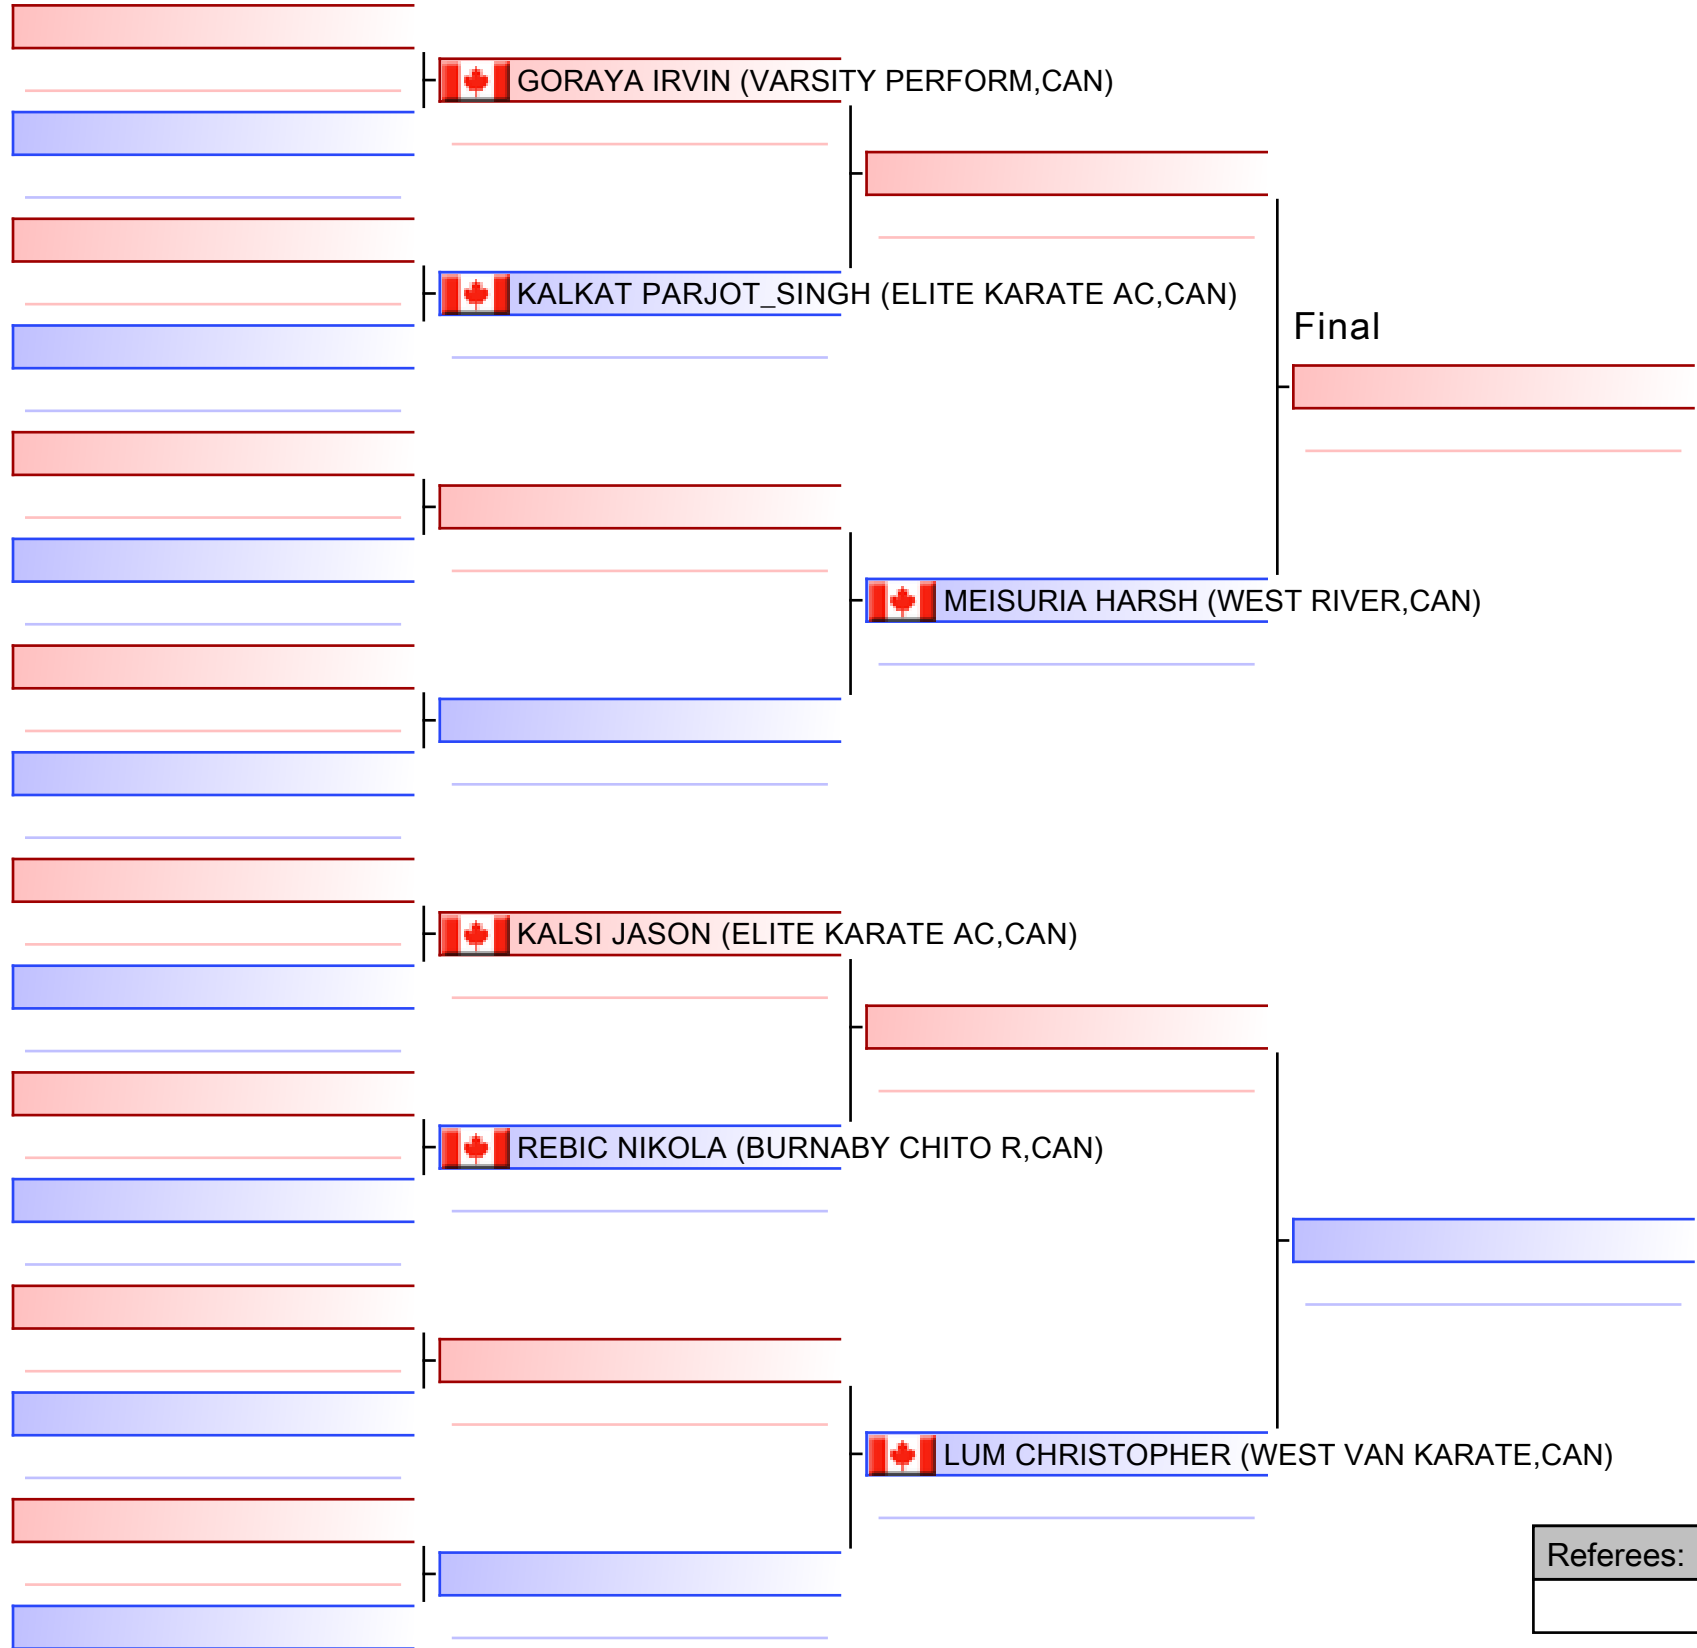 GORAYA IRVIN (VARSITY PERFORM,CAN)
KALKAT PARJOT_SINGH (ELITE KARATE AC,CAN)
Final
MEISURIA HARSH (WEST RIVER,CAN)
KALSI JASON (ELITE KARATE AC,CAN)
REBIC NIKOLA (BURNABY CHITO R,CAN)
LUM CHRISTOPHER (WEST VAN KARATE,CAN)
Referees: